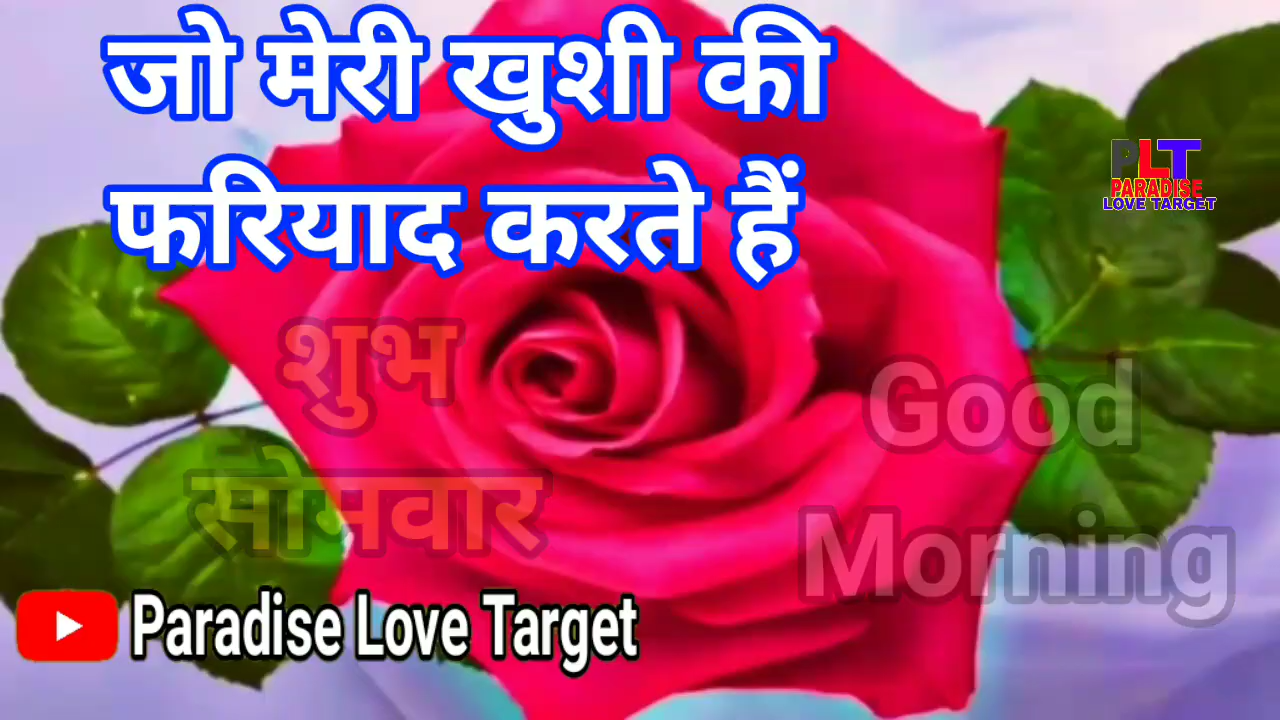 जो मेरी खुशी की
फरियाद करते हैं
PLT
PARADISE
LOVE TARGET
शुभ
सोमवार
Good
Morning
Paradise Love Target